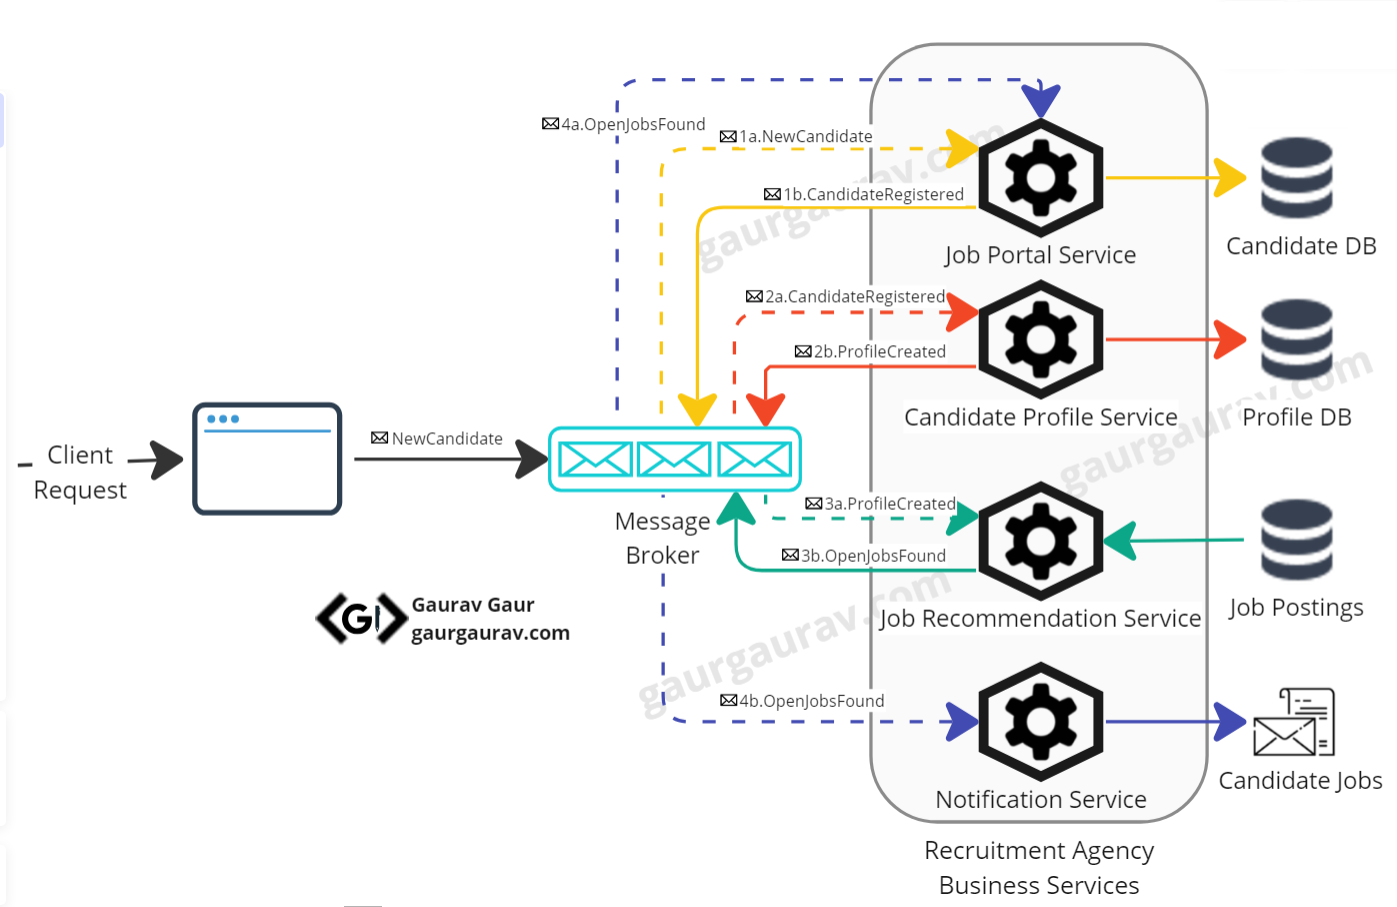 4a.OpenJobsFound
1a.NewCandidate
1b.CandidateRegistered
Job Portal Service
Candidate DB
2a.CandidateRegistered
2b.ProfileCreated
Candidate Profile Service
Profile DB
Client
Request
NewCandidate
Message
Broker
3a.ProfileCreated
3b.OpenJobsFound
Job Recommendation Service
Job Postings
G
Gaurav Gaur
gaurgaurav.com
4b.OpenJobsFound
Notification Service
Candidate Jobs
Recruitment Agency
Business Services
gaurgaurav.com
gaurgaurav.com
gaurgaurav.com